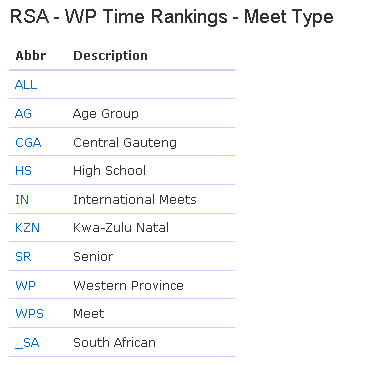 RSA - WP Time Rankings - Meet Type
Abbr Description
ALL
AG Age Group
CGA Central Gauteng
HS High School
IN International Meets
KZN Kwa-Zulu Natal
SR Senior
WP Western Province
WPS Meet
_SA South African